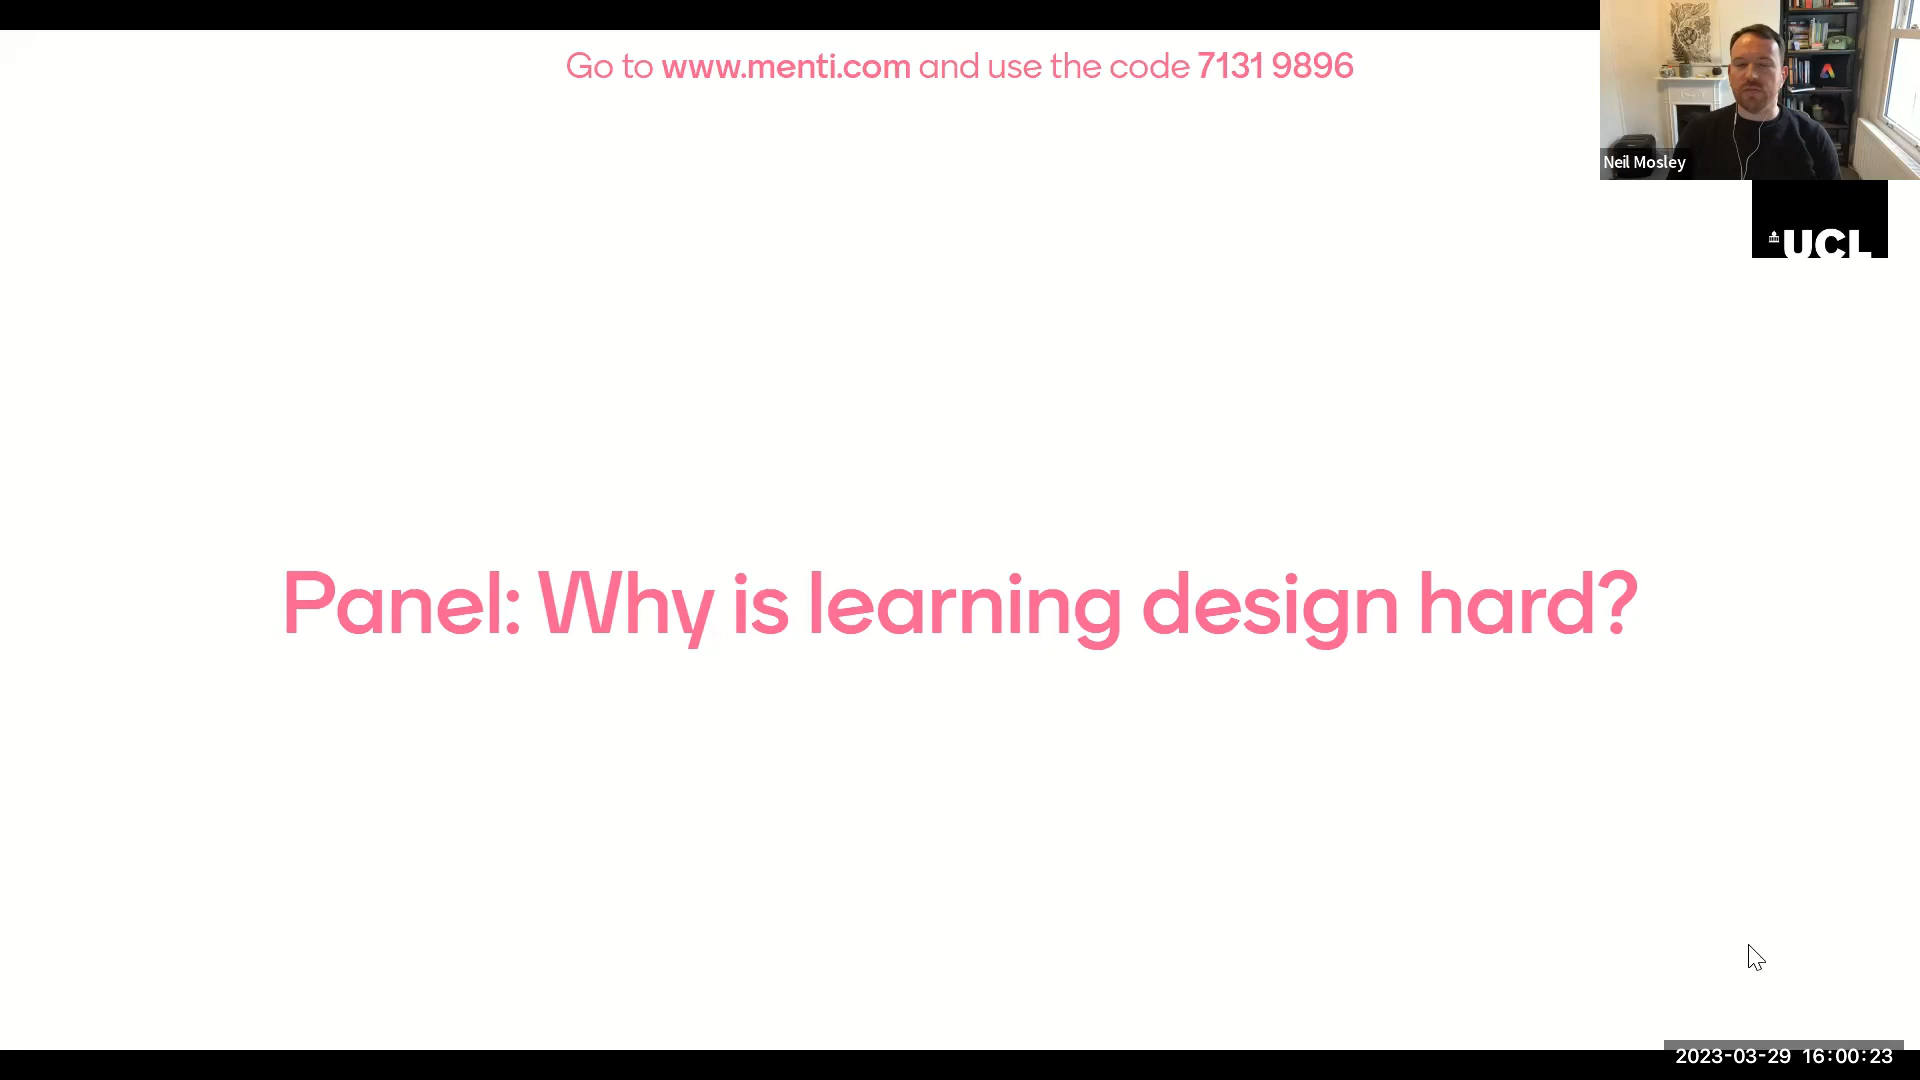 Go to www.menti.com and use the code 7131 9896
Neil Mosley
UCL
Panel: Why is learning design hard?
2023-03-29 16:00:23